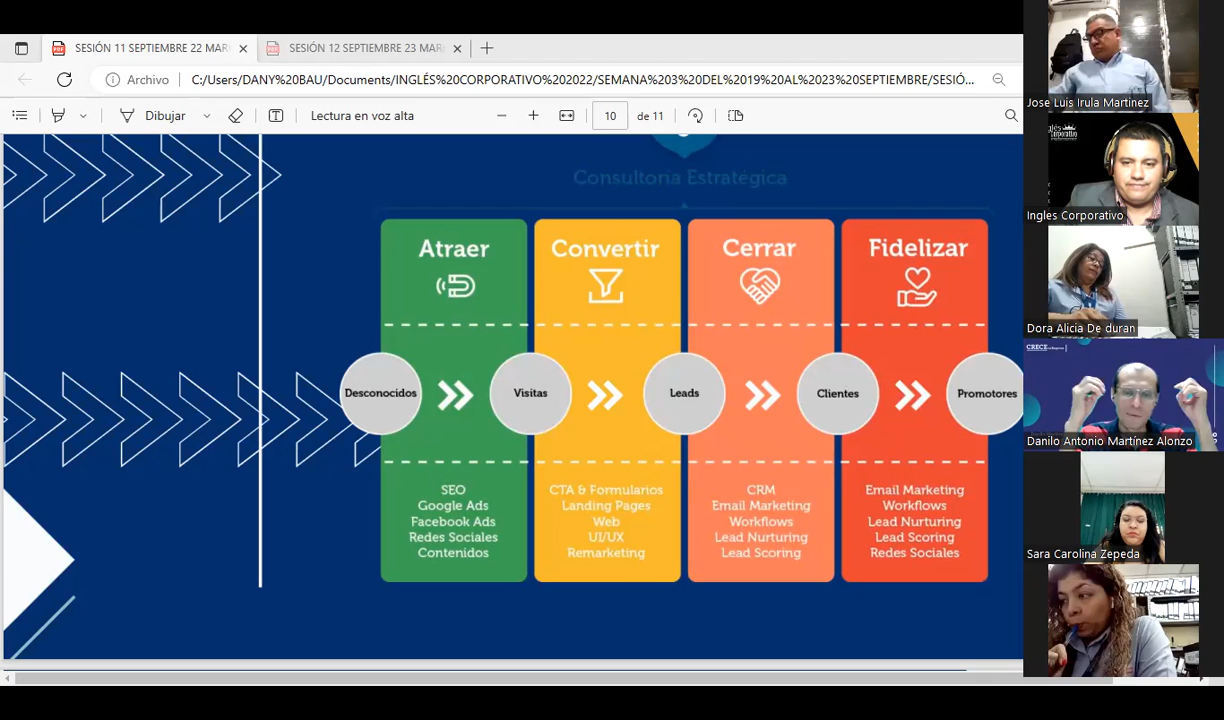 SESIÓN 11 SEPTIEMBRE 22 MAR
SESIÓN 12 SEPTIEMBRE 23 MAR
Archivo
C:/Users/DANY%20BAU/Documents/INGLÉS%20CORPORATIVO%202022/SEMANA%203%20DEL%2019%20AL%2023%20SEPTIEMBRE/SESIÓ...
Dibujar
Lectura en voz alta
10
de 11
Consultoría Estratégica
Atraer
Convertir
Cerrar
Fidelizar
Desconocidos
Visitas
Leads
Clientes
Promotores
SEO
Google Ads
Facebook Ads
Redes Sociales
Contenidos
CTA & Formularios
Landing Pages
Web
UI/UX
Remarketing
CRM
Email Marketing
Workflows
Lead Nurturing
Lead Scoring
Email Marketing
Workflows
Lead Nurturing
Lead Scoring
Redes Sociales
Jose Luis Irula Martinez
Ingles Corporativo
Dora Alicia De duran
CRECE
Danilo Antonio Martínez Alonzo
Sara Carolina Zepeda